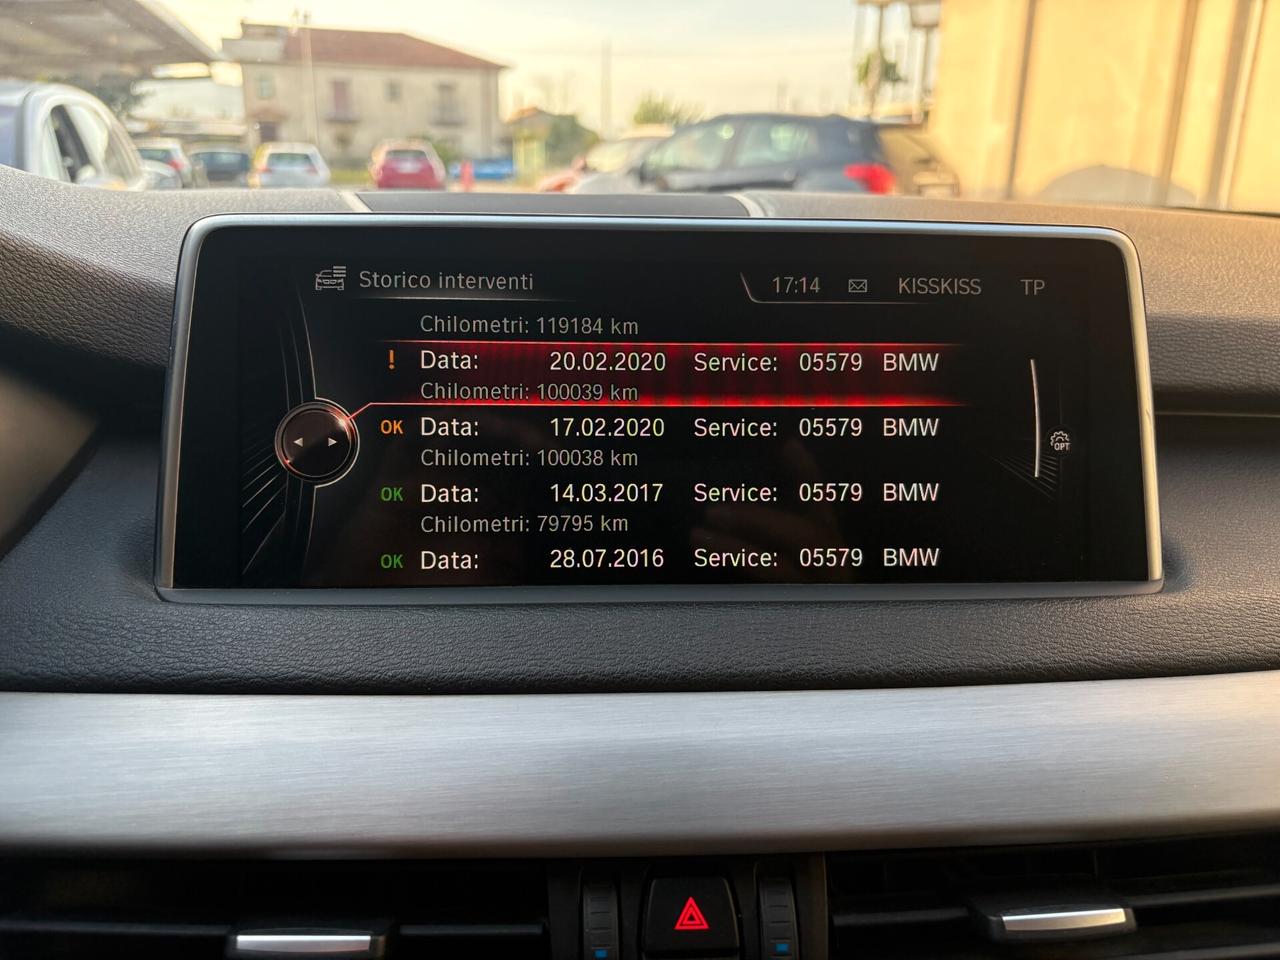 Storico interventi 17:14 KISSKISS TP
Chilometri: 119184 km
! Data: 20.02.2020 Service: 05579 BMW
Chilometri: 100039 km
OK Data: 17.02.2020 Service: 05579 BMW
Chilometri: 100038 km
OK Data: 14.03.2017 Service: 05579 BMW
Chilometri: 79795 km
OK Data: 28.07.2016 Service: 05579 BMW
OPT